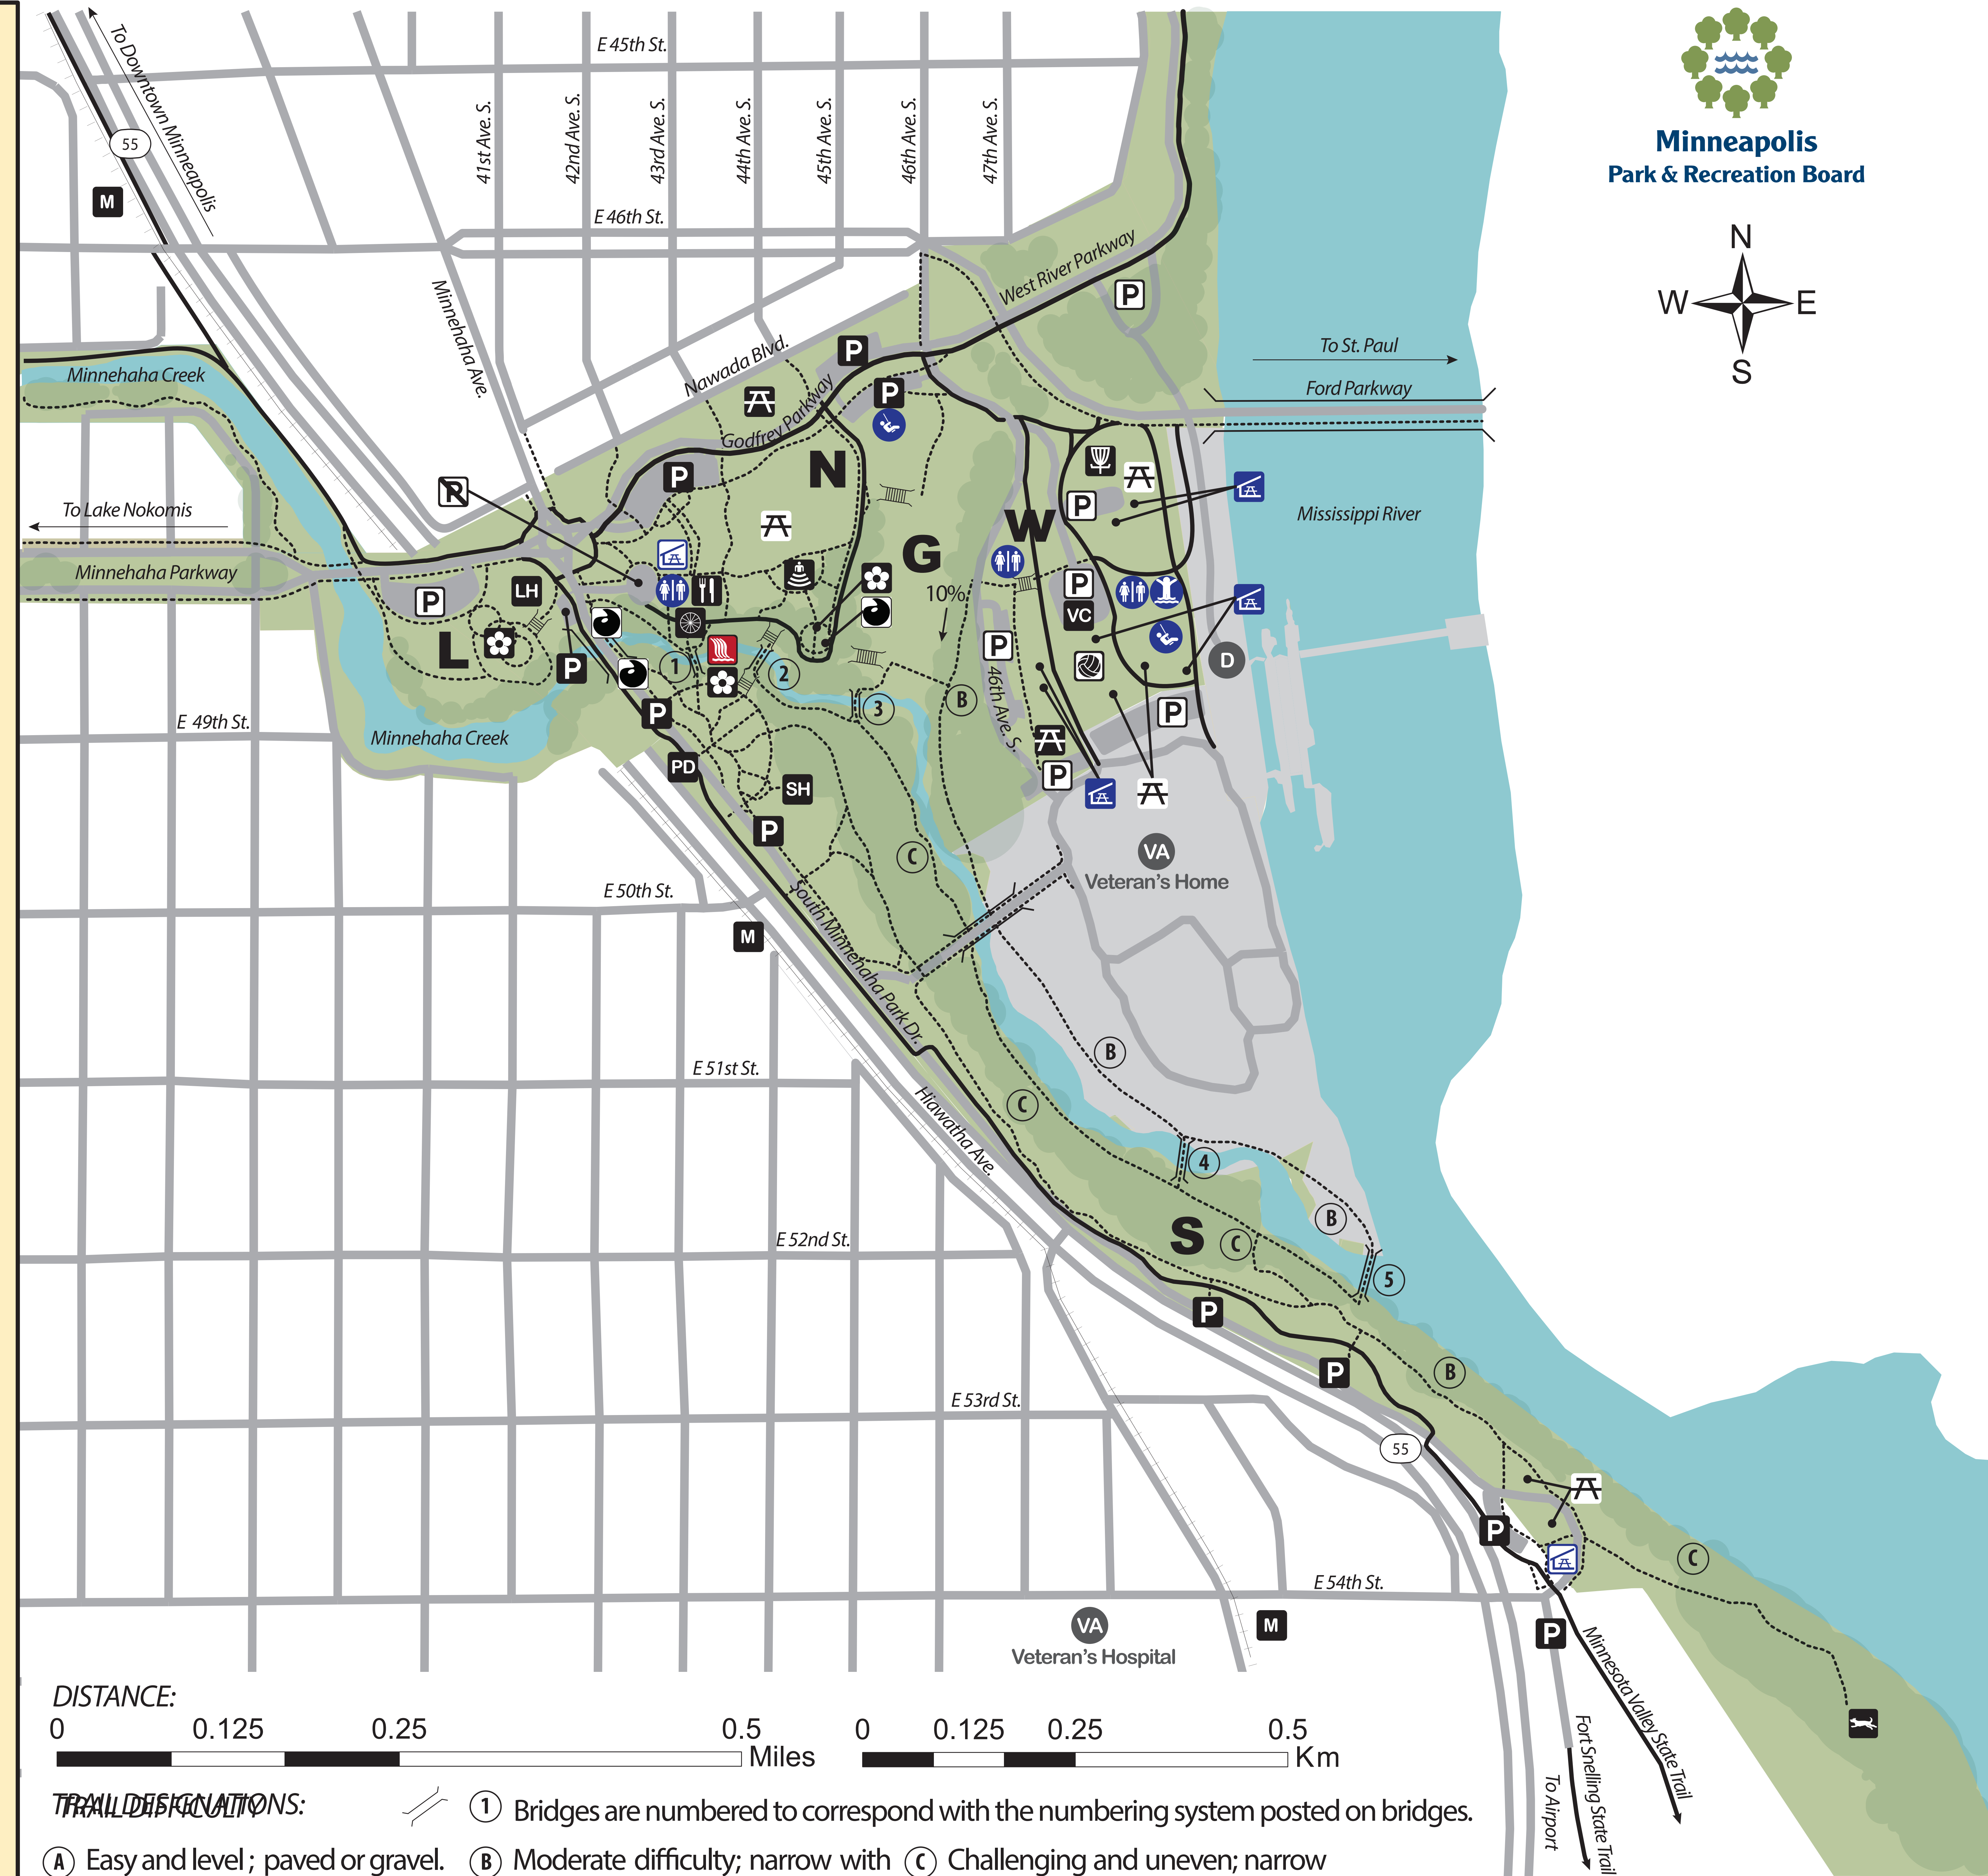 To Downtown Minneapolis
55
M
E 45th St.
41st Ave. S.
42nd Ave. S.
43rd Ave. S.
44th Ave. S.
45th Ave. S.
46th Ave. S.
47th Ave. S.
E 46th St.
Minneapolis
Park & Recreation Board
N
W E
S
Minnehaha Ave.
West River Parkway
P
Nawada Blvd.
Godfrey Parkway
P
P
To St. Paul
Ford Parkway
Minnehaha Creek
N
P
P
P
W
G
10%
Mississippi River
To Lake Nokomis
Minnehaha Parkway
P
LH
L
P
VC
P
D
P
1
2
3
B
46th Ave. S.
P
P
P
PD
SH
P
E 49th St.
Minnehaha Creek
C
VA
Veteran's Home
E 50th St.
M
South Minnehaha Park Dr.
B
C
E 51st St.
Hiawatha Ave.
4
B
S
C
5
E 52nd St.
P
P
B
E 53rd St.
55
P
C
E 54th St.
VA
Veteran's Hospital
M
P
Minnesota Valley State Trail
Fort Snelling State Trail
To Airport
DISTANCE:
0 0.125 0.25 0.5 Miles
0 0.125 0.25 0.5 Km
TRAIL DESIGNATIONS:
TRAIL DIFFICULTY
1 Bridges are numbered to correspond with the numbering system posted on bridges.
A Easy and level; paved or gravel. B Moderate difficulty; narrow with C Challenging and uneven; narrow